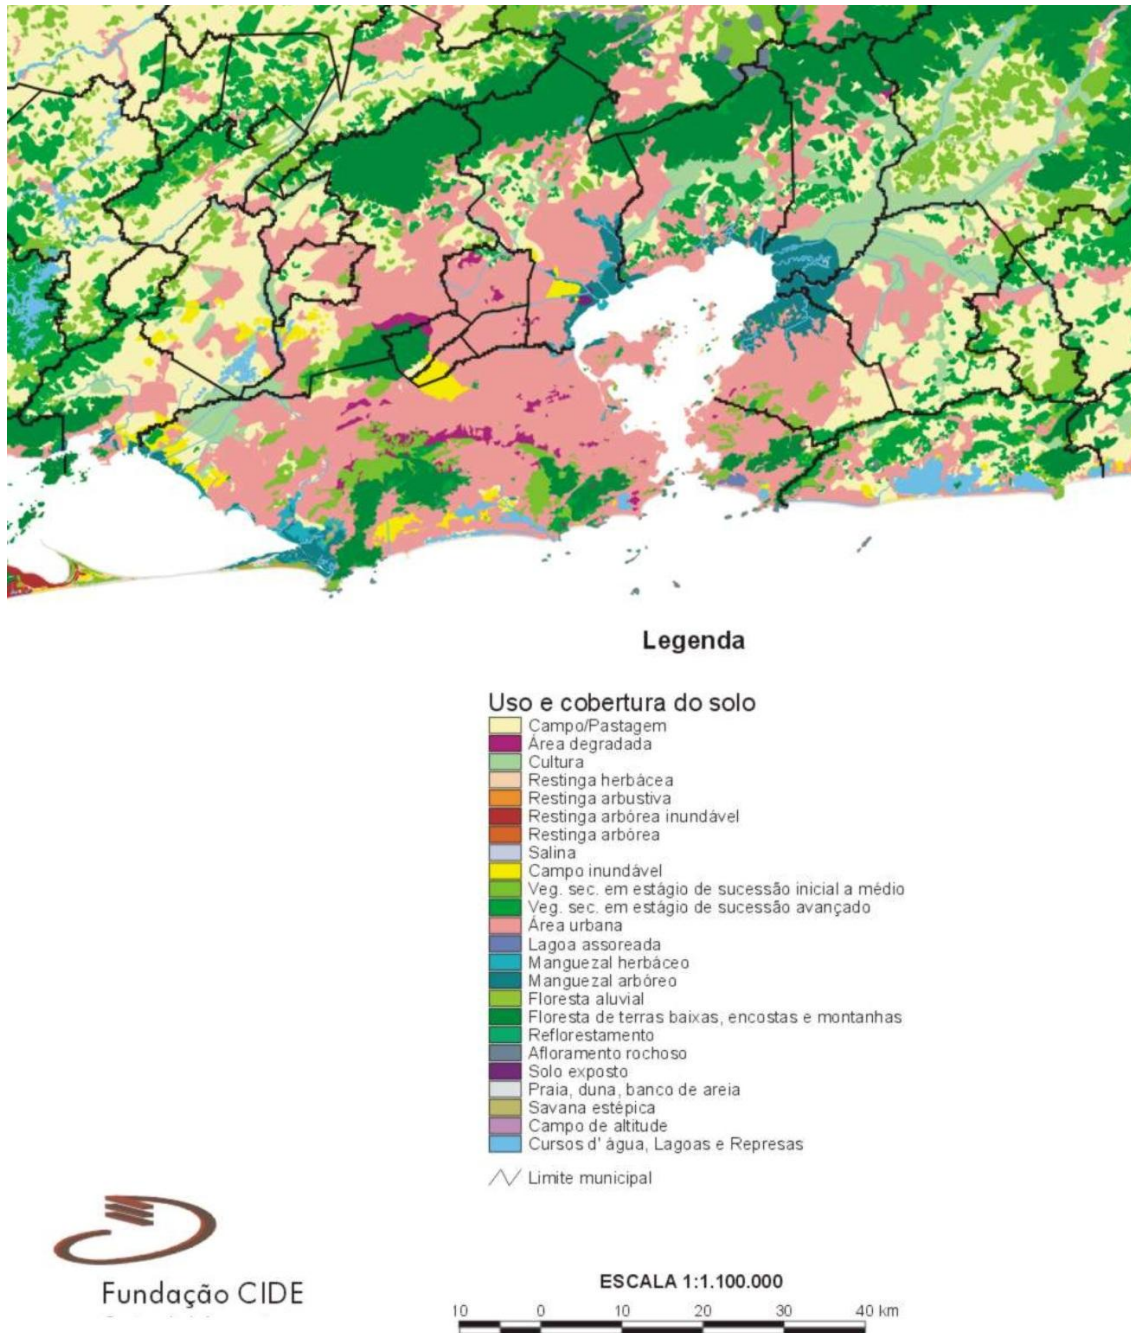 Legenda
Uso e cobertura do solo
Campo/Pastagem
Área degradada
Cultura
Restinga herbácea
Restinga arbustiva
Restinga arbórea inundável
Restinga arbórea
Salina
Campo inundável
Veg. sec. em estágio de sucessão inicial a médio
Veg. sec. em estágio de sucessão avançado
Área urbana
Lagoa assoreada
Manguezal herbáceo
Manguezal arbóreo
Floresta aluvial
Floresta de terras baixas, encostas e montanhas
Reflorestamento
Afloramento rochoso
Solo exposto
Praia, duna, banco de areia
Savana estépica
Campo de altitude
Cursos d' água, Lagoas e Represas
Limite municipal
Fundação CIDE
ESCALA 1:1.100.000
10 0 10 20 30 40 km